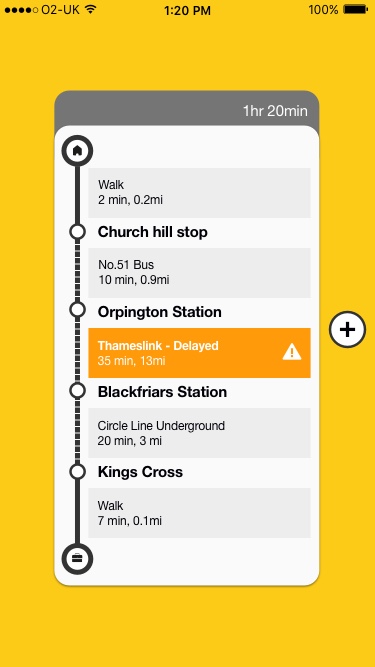 O2-UK 1:20 PM 100%
1hr 20min
Walk
2 min, 0.2mi
Church hill stop
No.51 Bus
10 min, 0.9mi
Orpington Station
Thameslink - Delayed
35 min, 13mi
Blackfriars Station
Circle Line Underground
20 min, 3 mi
Kings Cross
Walk
7 min, 0.1mi